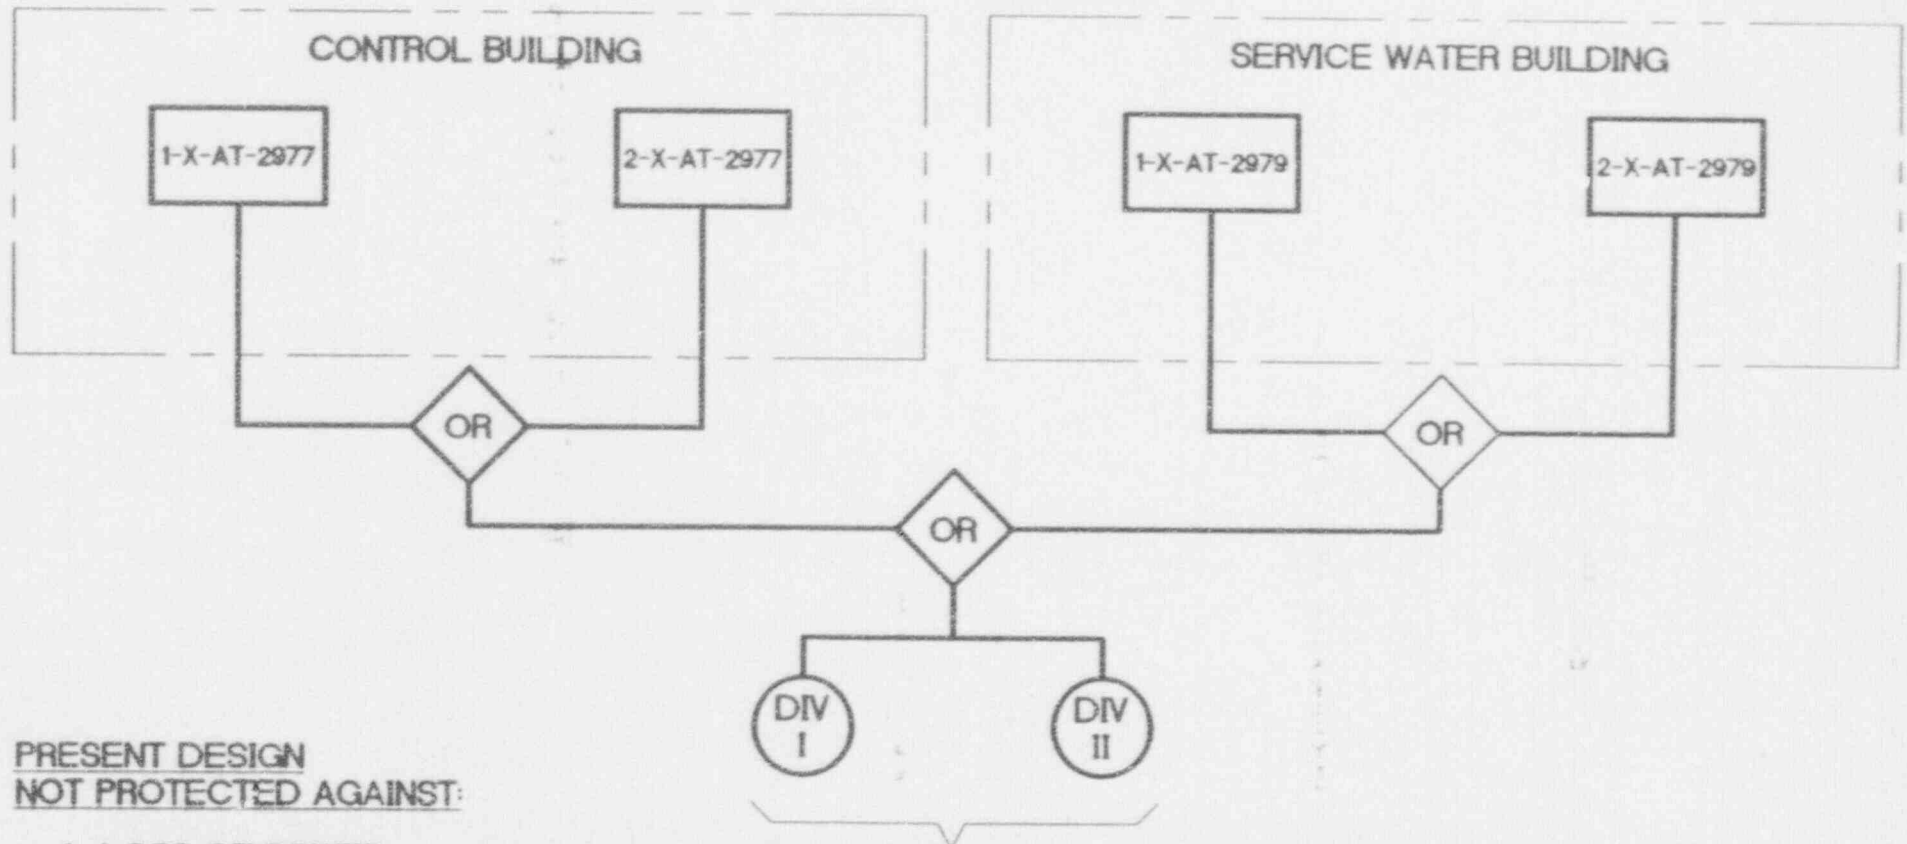 CONTROL BUILDING
SERVICE WATER BUILDING
1-X-AT-2977
2-X-AT-2977
1-X-AT-2979
2-X-AT-2979
OR
OR
OR
DIV
I
DIV
II
PRESENT DESIGN
NOT PROTECTED AGAINST: